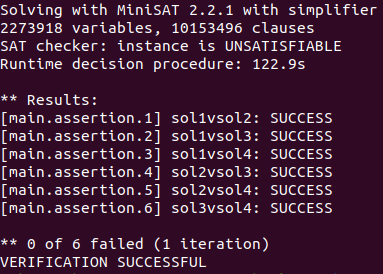 Solving with MiniSAT 2.2.1 with simplifier
2273918 variables, 10153496 clauses
SAT checker: instance is UNSATISFIABLE
Runtime decision procedure: 122.9s

** Results:
[main.assertion.1] sol1vsol2: SUCCESS
[main.assertion.2] sol1vsol3: SUCCESS
[main.assertion.3] sol1vsol4: SUCCESS
[main.assertion.4] sol2vsol3: SUCCESS
[main.assertion.5] sol2vsol4: SUCCESS
[main.assertion.6] sol3vsol4: SUCCESS

** 0 of 6 failed (1 iteration)
VERIFICATION SUCCESSFUL